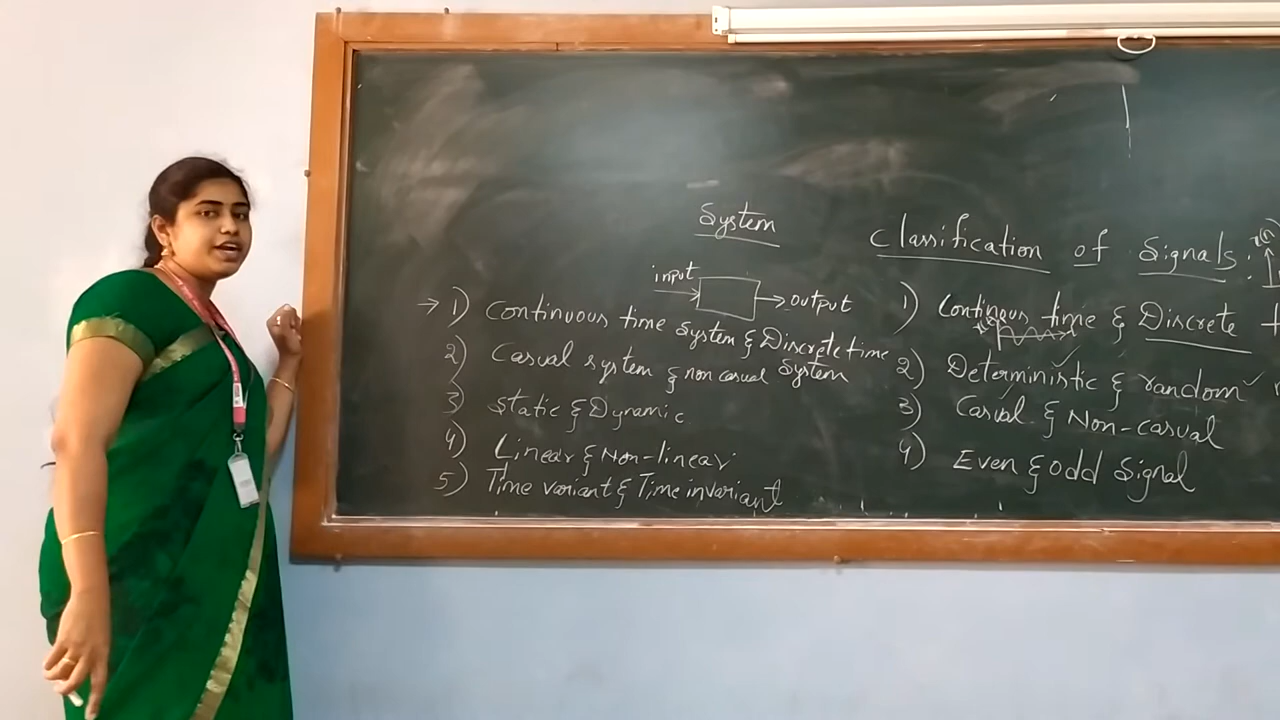 System
input
output
→ 1) Continuous time System & Discrete time
2) Casual system & non casual System
3 Static & Dynamic
4) Linear & Non-linear
5) Time variant & Time invariant
Classification of Signals:
x(n)
1) Continous time & Discrete
2) Deterministic & random
3) Casual & Non-casual
4) Even & odd Signal